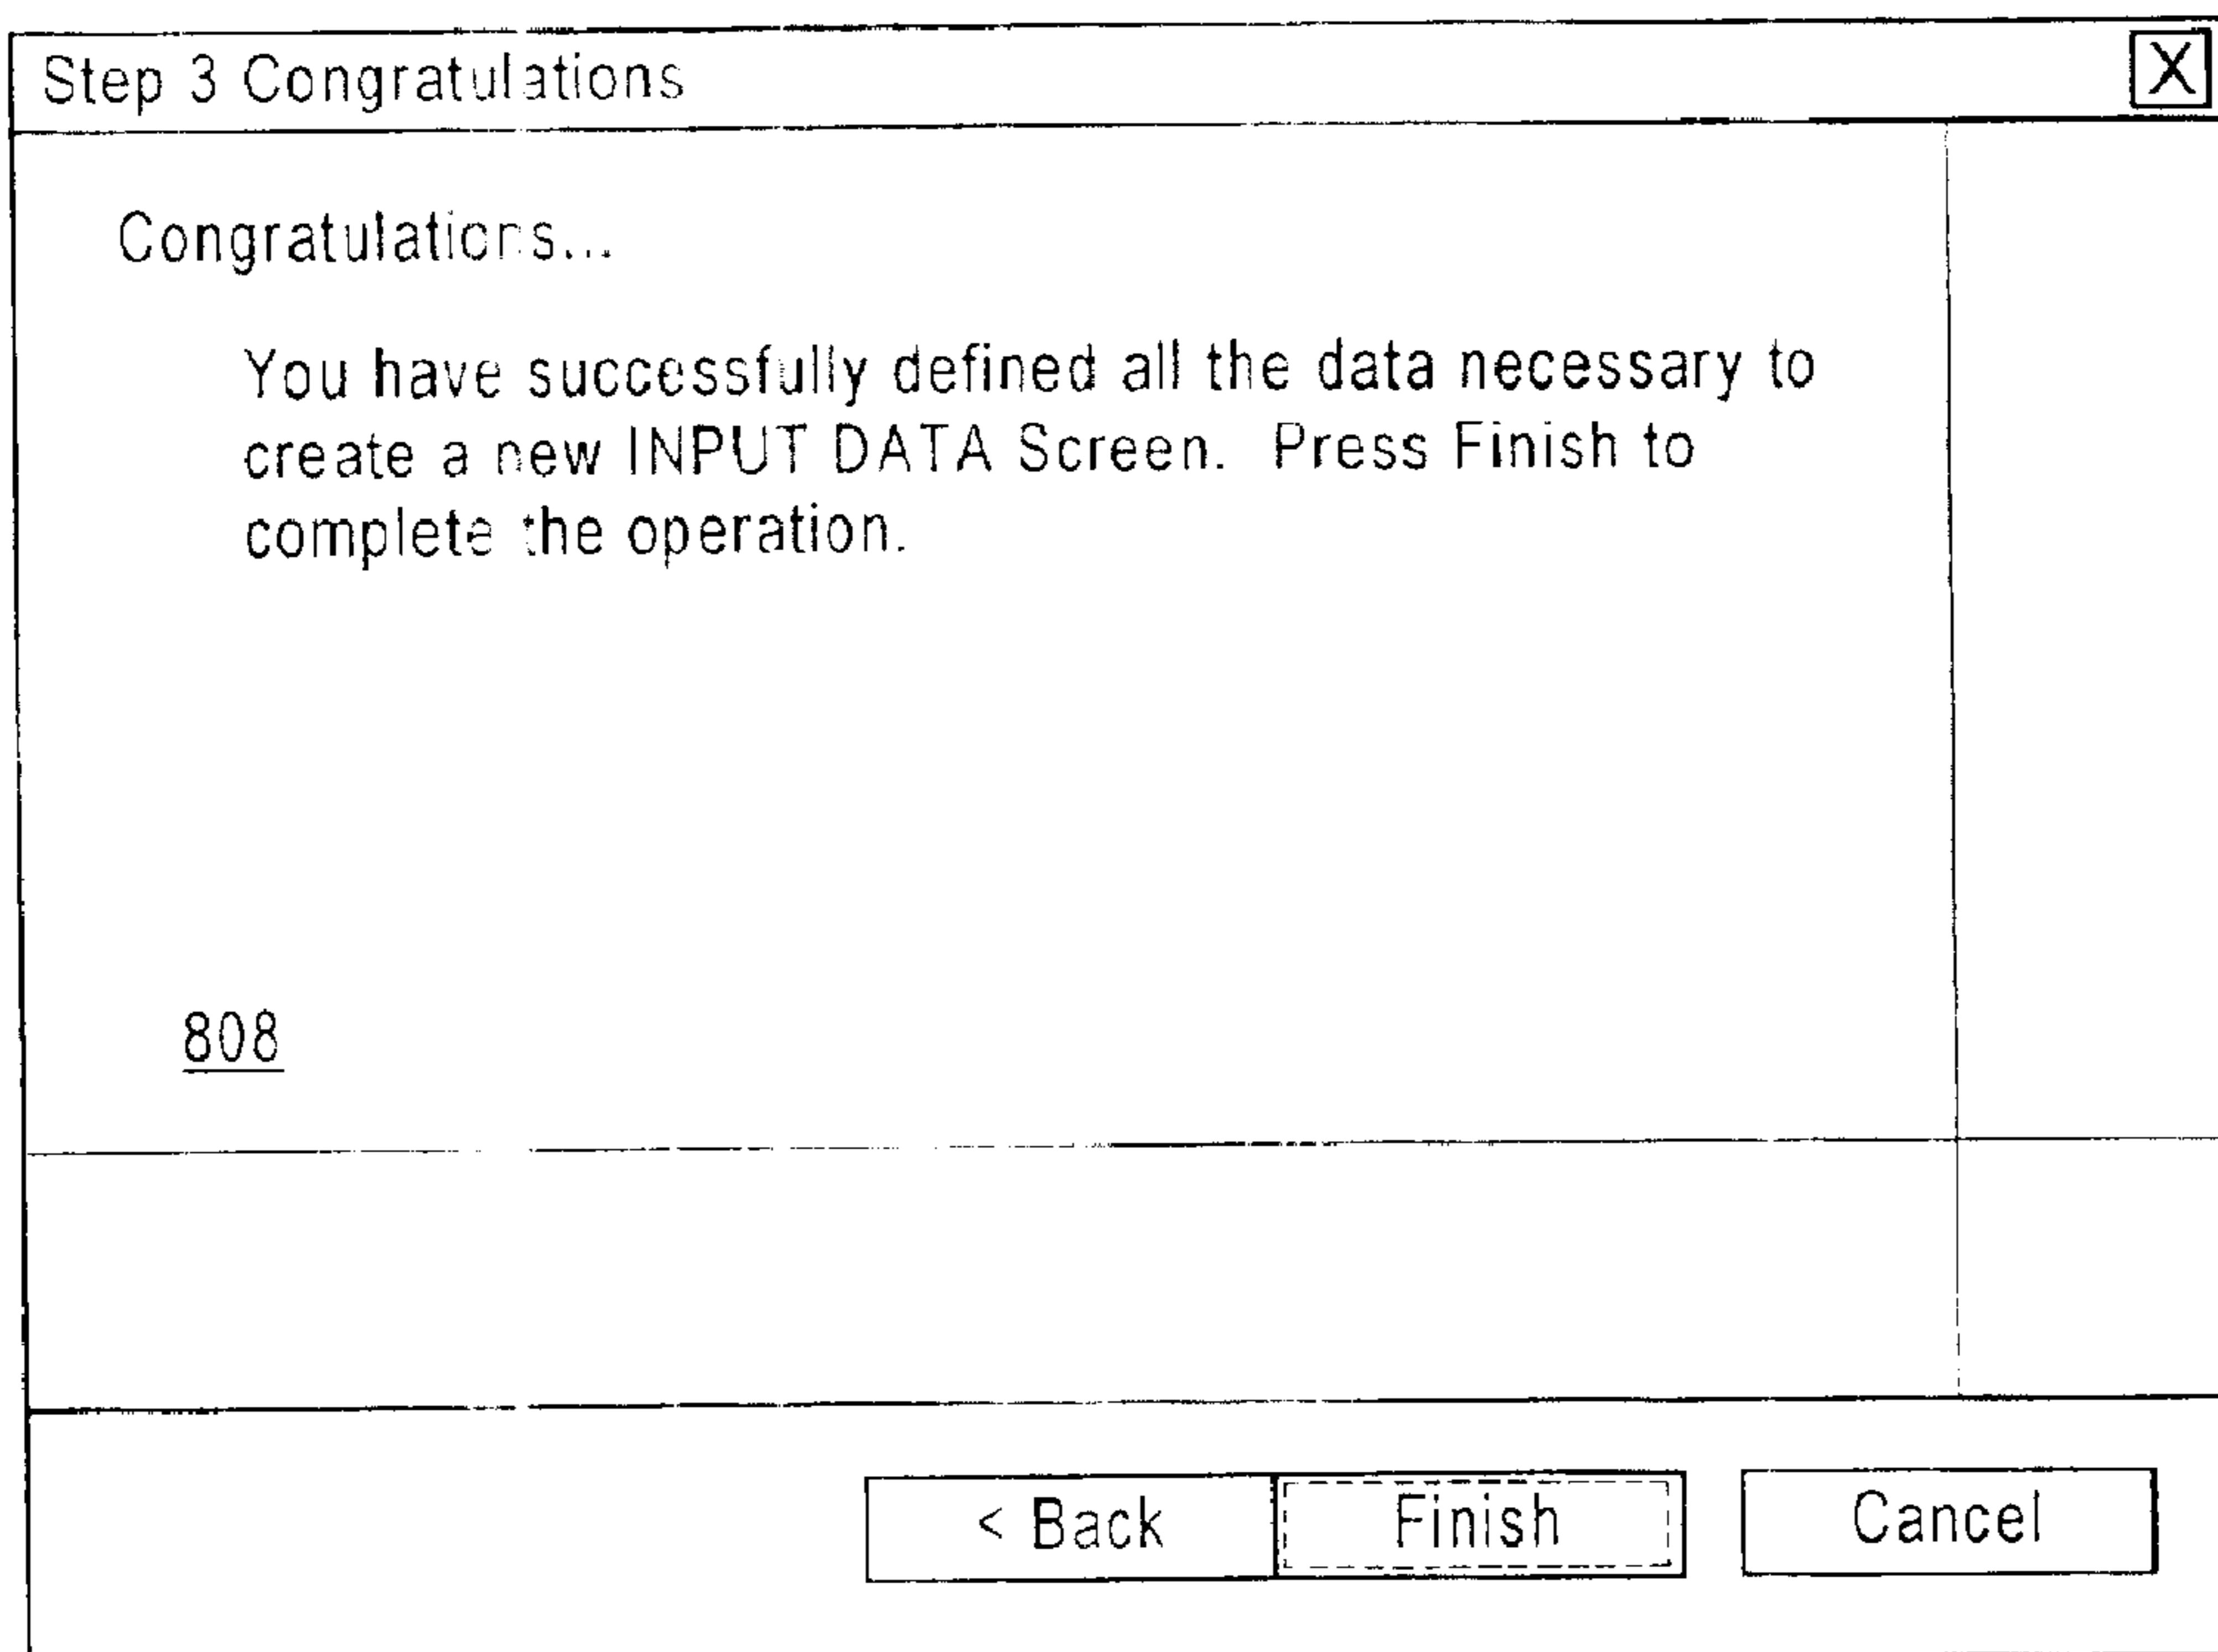 Step 3 Congratulations X
Congratulations...
You have successfully defined all the data necessary to
create a new INPUT DATA Screen.  Press Finish to
complete the operation.
808
< Back Finish Cancel